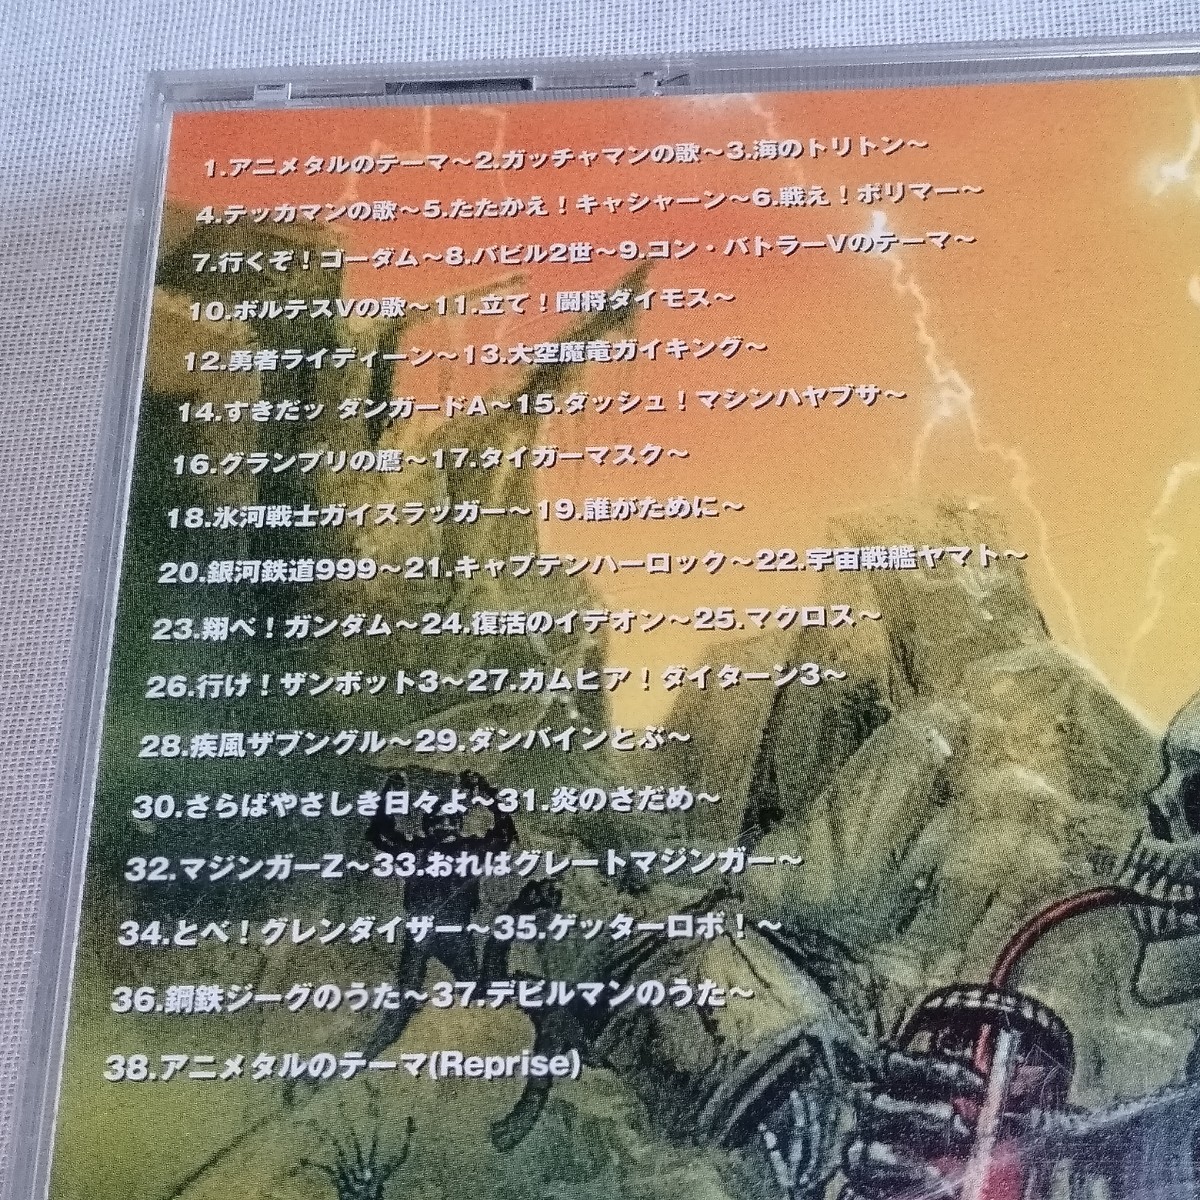 1.アニメタルのテーマ〜2.ガッチャマンの歌〜3.海のトリトン〜
4.テッカマンの歌〜5.たたかえ!キャシャーン〜6.戦え!ポリマー〜
7.行くぞ!ゴーダム〜8.バビル2世〜9.コン・バトラーVのテーマ〜
10.ボルテスVの歌〜11.立て!闘将ダイモス〜
12.勇者ライディーン〜13.大空魔竜ガイキング〜
14.すきだッ ダンガードA〜15.ダッシュ!マシンハヤブサ〜
16.グランプリの鷹〜17.タイガーマスク〜
18.氷河戦士ガイスラッガー〜19.誰がために〜
20.銀河鉄道999〜21.キャプテンハーロック〜22.宇宙戦艦ヤマト〜
23.翔べ!ガンダム〜24.復活のイデオン〜25.マクロス〜
26.行け!ザンボット3〜27.カムヒア!ダイターン3〜
28.疾風ザブングル〜29.ダンバインとぶ〜
30.さらばやさしき日々よ〜31.炎のさだめ〜
32.マジンガーZ〜33.おれはグレートマジンガー〜
34.とべ!グレンダイザー〜35.ゲッターロボ!〜
36.鋼鉄ジーグのうた〜37.デビルマンのうた〜
38.アニメタルのテーマ(Reprise)